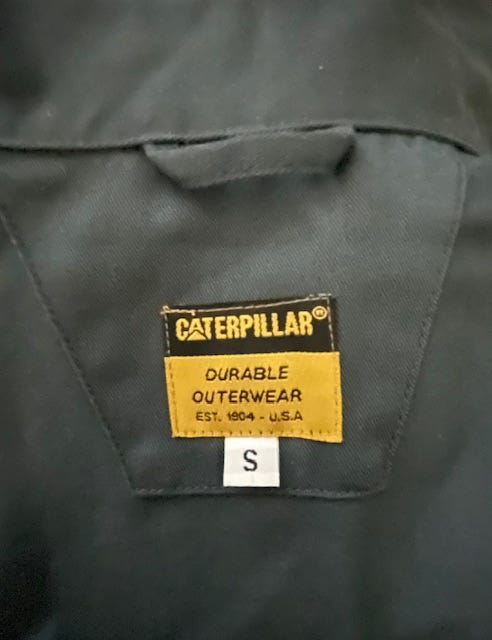 CATERPILLAR®
DURABLE
OUTERWEAR
EST. 1904 - U.S.A
S